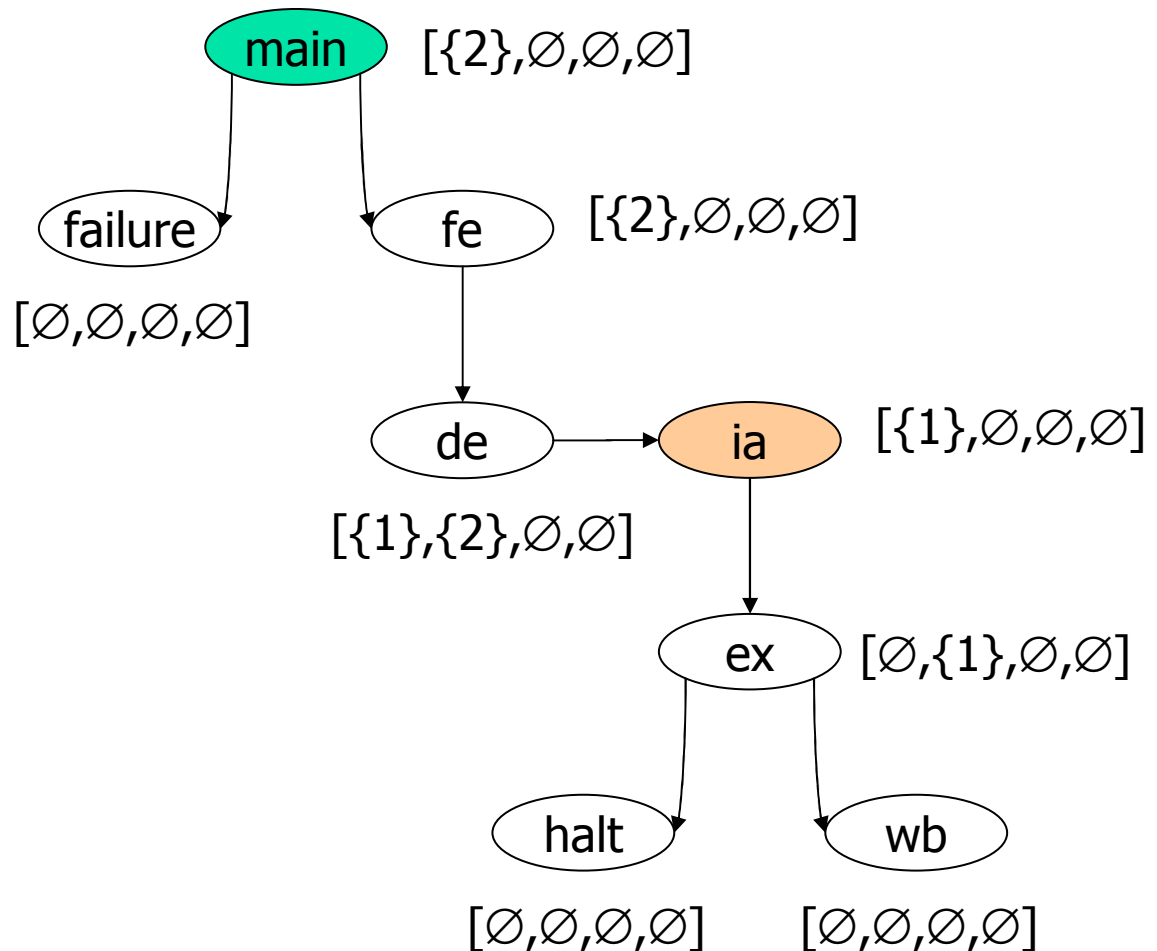 main [{2},∅,∅,∅]
failure fe [{2},∅,∅,∅]
[∅,∅,∅,∅]
de ia [{1},∅,∅,∅]
[{1},{2},∅,∅]
ex [∅,{1},∅,∅]
halt wb
[∅,∅,∅,∅] [∅,∅,∅,∅]